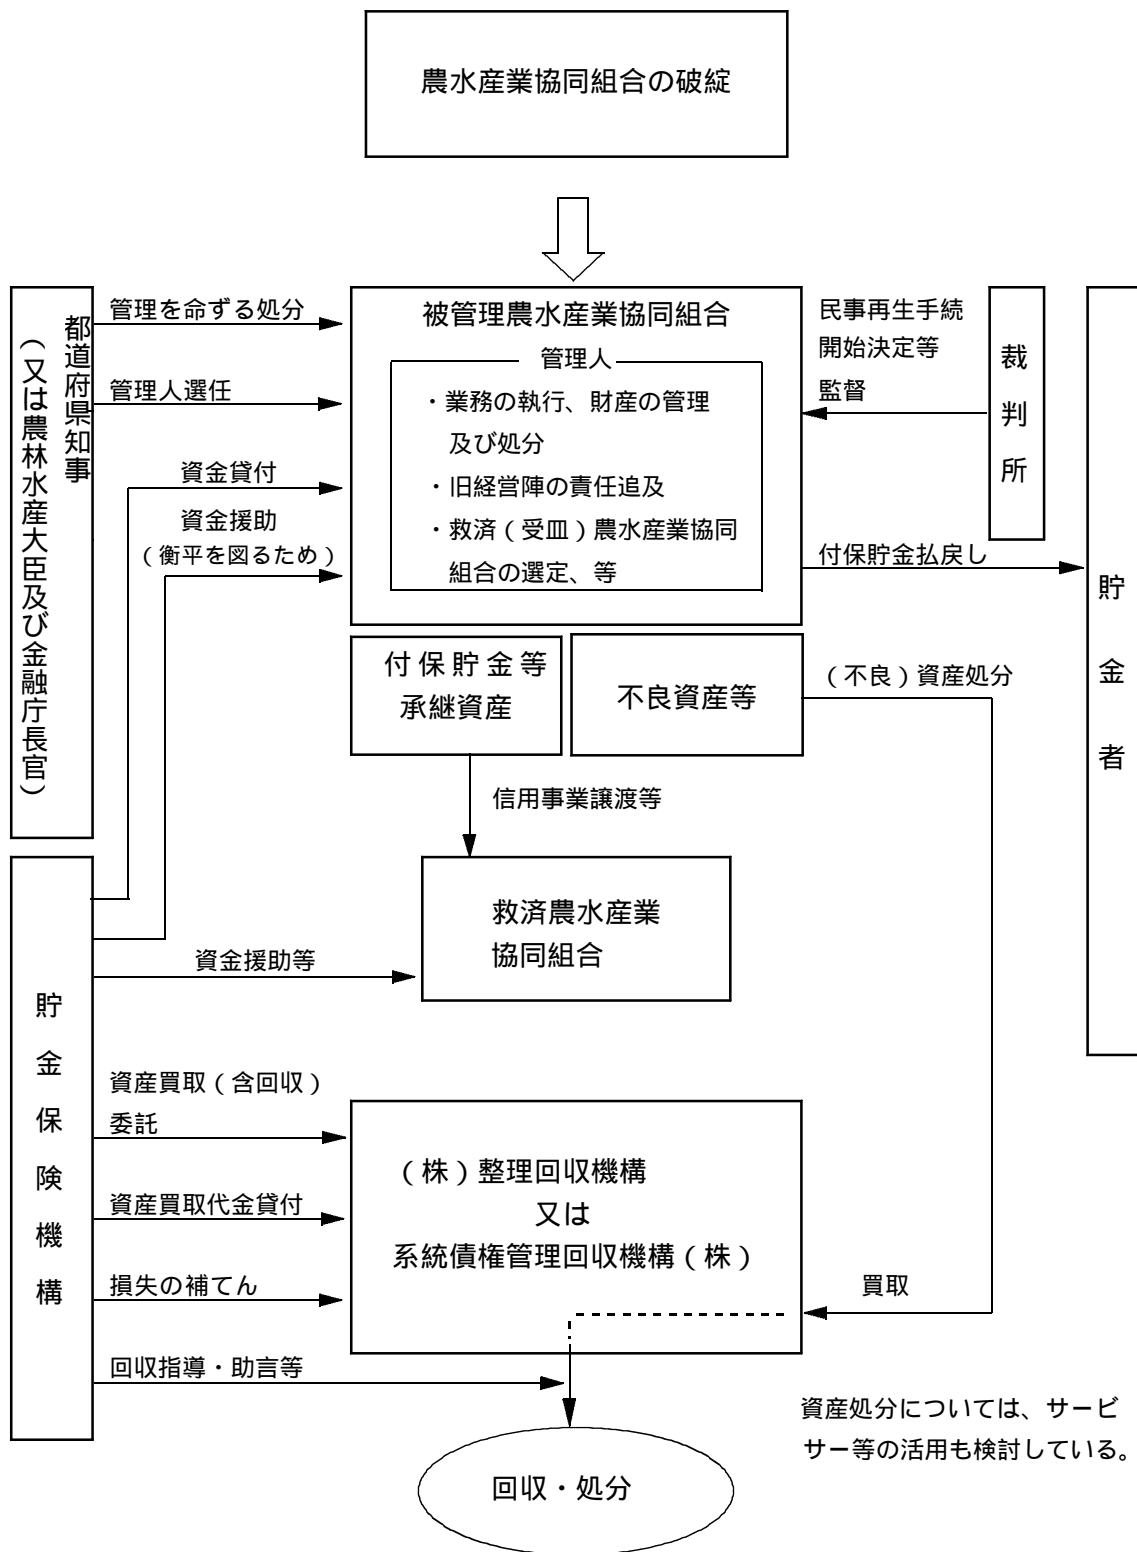 農水産業協同組合の破綻
都道府県知事
（又は農林水産大臣及び金融庁長官）
管理を命ずる処分
管理人選任
資金貸付
資金援助
（衡平を図るため）
被管理農水産業協同組合
管理人
・業務の執行、財産の管理
及び処分
・旧経営陣の責任追及
・救済（受皿）農水産業協同
組合の選定、等
民事再生手続
開始決定等
監督
裁判所
付保貯金払戻し
貯金者
付保貯金等
承継資産
不良資産等
（不良）資産処分
信用事業譲渡等
救済農水産業
協同組合
資金援助等
貯金保険機構
資産買取（含回収）
委託
資産買取代金貸付
損失の補てん
回収指導・助言等
（株）整理回収機構
又は
系統債権管理回収機構（株）
買取
回収・処分
資産処分については、サービ
サー等の活用も検討している。